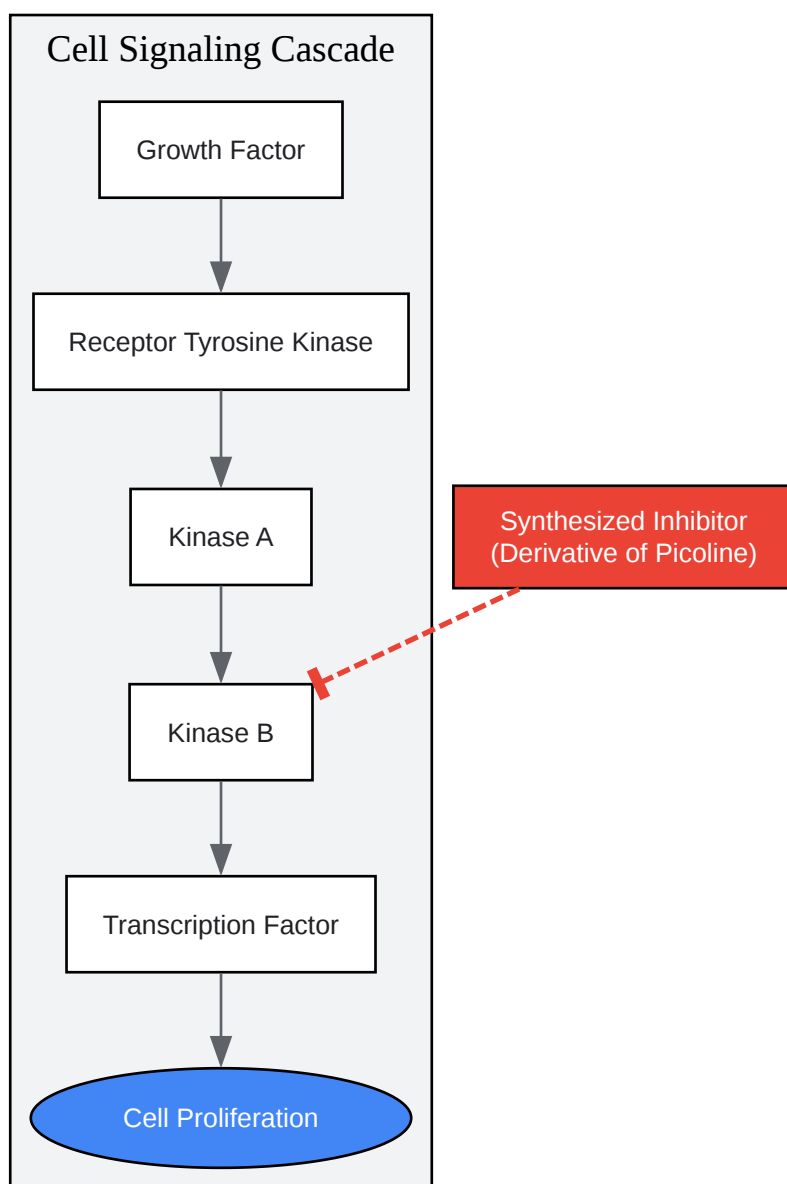 Cell Signaling Cascade
Growth Factor
Receptor Tyrosine Kinase
Kinase A
Synthesized Inhibitor
(Derivative of Picoline)
Kinase B
Transcription Factor
Cell Proliferation